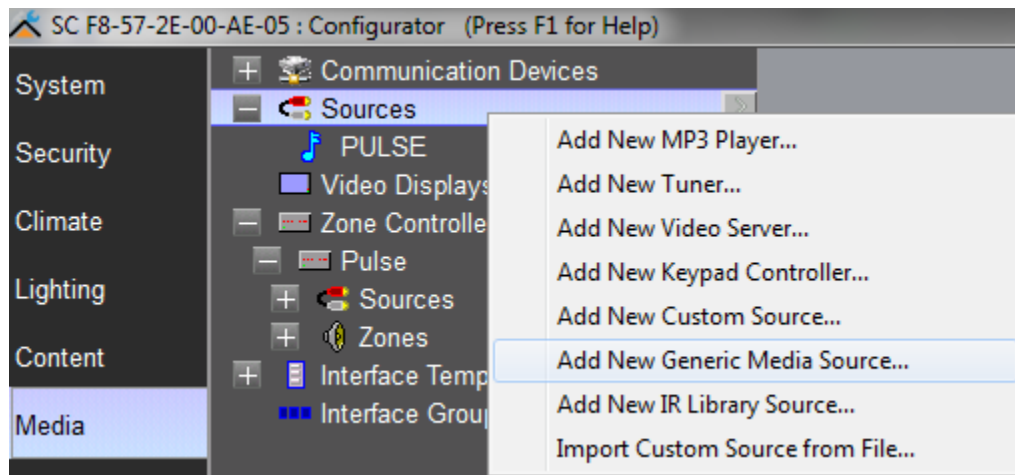 SC F8-57-2E-00-AE-05 : Configurator (Press F1 for Help)
System
Security
Climate
Lighting
Content
Media
Communication Devices
Sources
PULSE
Video Displays
Zone Controlle
Pulse
Sources
Zones
Interface Temp
Interface Grou
Add New MP3 Player...
Add New Tuner...
Add New Video Server...
Add New Keypad Controller...
Add New Custom Source...
Add New Generic Media Source...
Add New IR Library Source...
Import Custom Source from File...